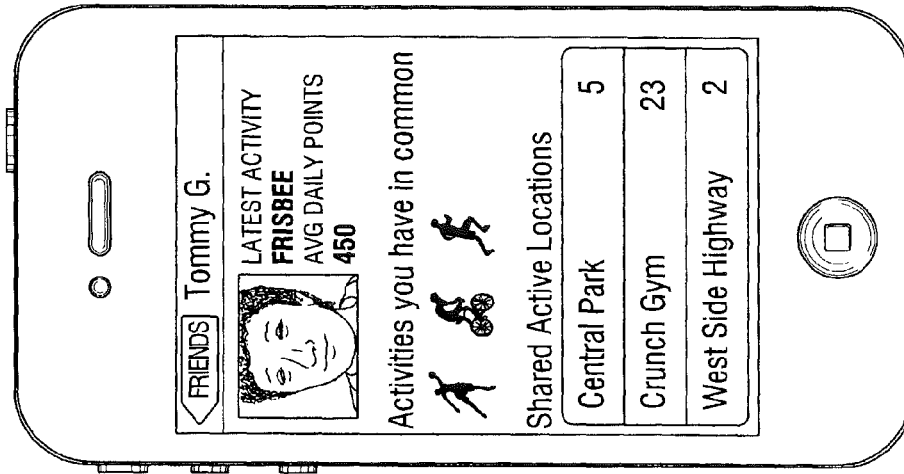 FRIENDS Tommy G.
LATEST ACTIVITY
FRISBEE
AVG DAILY POINTS
450
Activities you have in common
Shared Active Locations
Central Park 5
Crunch Gym 23
West Side Highway 2